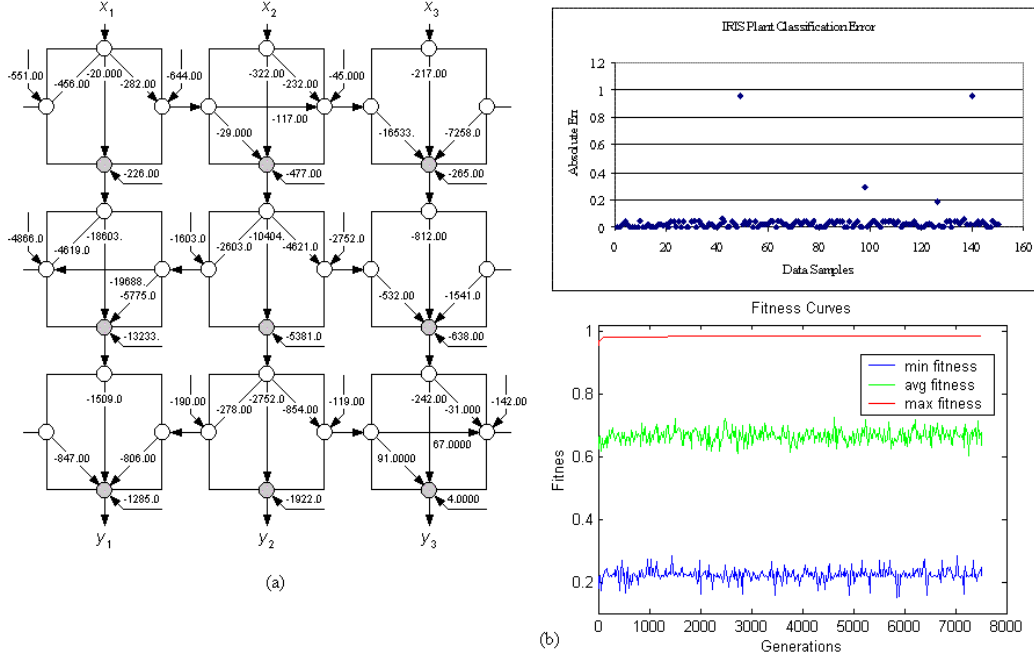 x1 x2 x3
-551.00 -456.00 -20.000 -282.00 -644.00 -322.00 -232.00 -45.000 -217.00
-117.00
-29.000 -16533. -7258.0
-226.00 -477.00 -265.00
-4866.0 -4619.0 -18603. -1603.0 -2603.0 -10404. -4621.0 -2752.0 -812.00
-19688.
-5775.0 -532.00 -1541.0
-13233. -5381.0 -638.00
-1509.0 -190.00 -278.00 -2752.0 -854.00 -119.00 -242.00 -31.000 -142.00
-847.00 -806.00 91.0000 67.0000
-1285.0 -1922.0 4.0000
y1 y2 y3
(a)
IRIS Plant Classification Error
Absolute Err
1.2
1
0.8
0.6
0.4
0.2
0
0 20 40 60 80 100 120 140 160
Data Samples
Fitness Curves
Fitnes
1
0.8
0.6
0.4
0.2
min fitness
avg fitness
max fitness
0 1000 2000 3000 4000 5000 6000 7000 8000
Generations
(b)